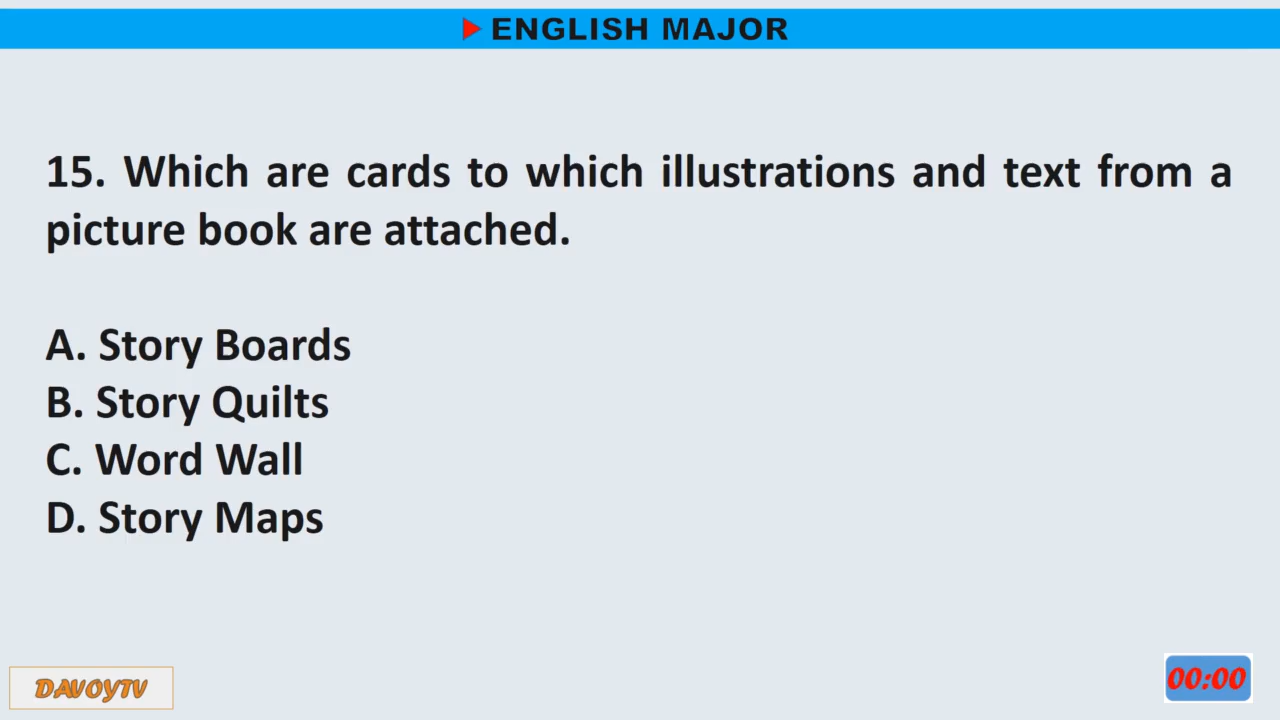 ENGLISH MAJOR
15. Which are cards to which illustrations and text from a
picture book are attached.
A. Story Boards
B. Story Quilts
C. Word Wall
D. Story Maps
DAVOYTV
00:00